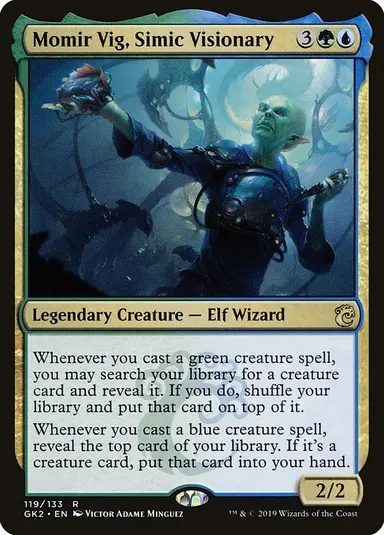 Momir Vig, Simic Visionary 3
Legendary Creature — Elf Wizard
Whenever you cast a green creature spell,
you may search your library for a creature
card and reveal it. If you do, shuffle your
library and put that card on top of it.
Whenever you cast a blue creature spell,
reveal the top card of your library. If it's a
creature card, put that card into your hand.
2/2
119/133 R
GK2 • EN Victor Adame Minguez
™ & © 2019 Wizards of the Coast